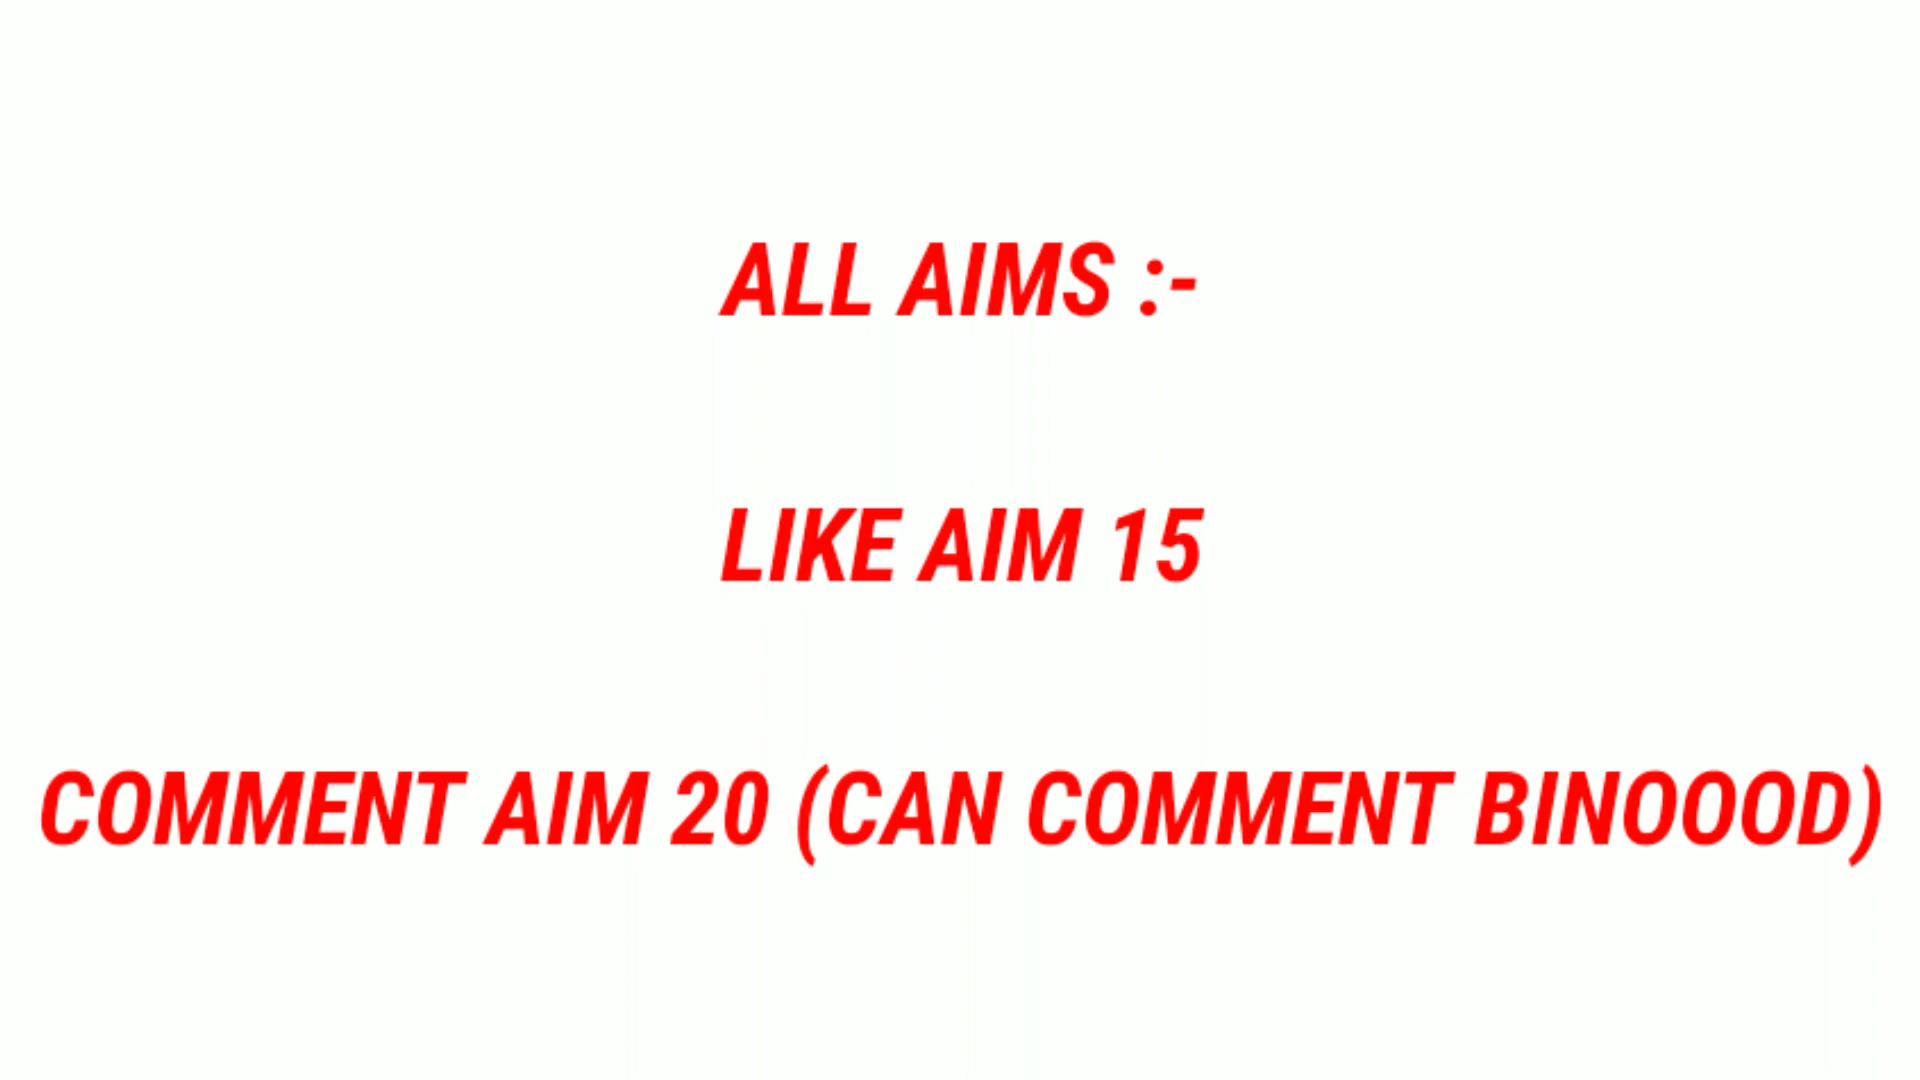 ALL AIMS :-
LIKE AIM 15
COMMENT AIM 20 (CAN COMMENT BINOOOD)